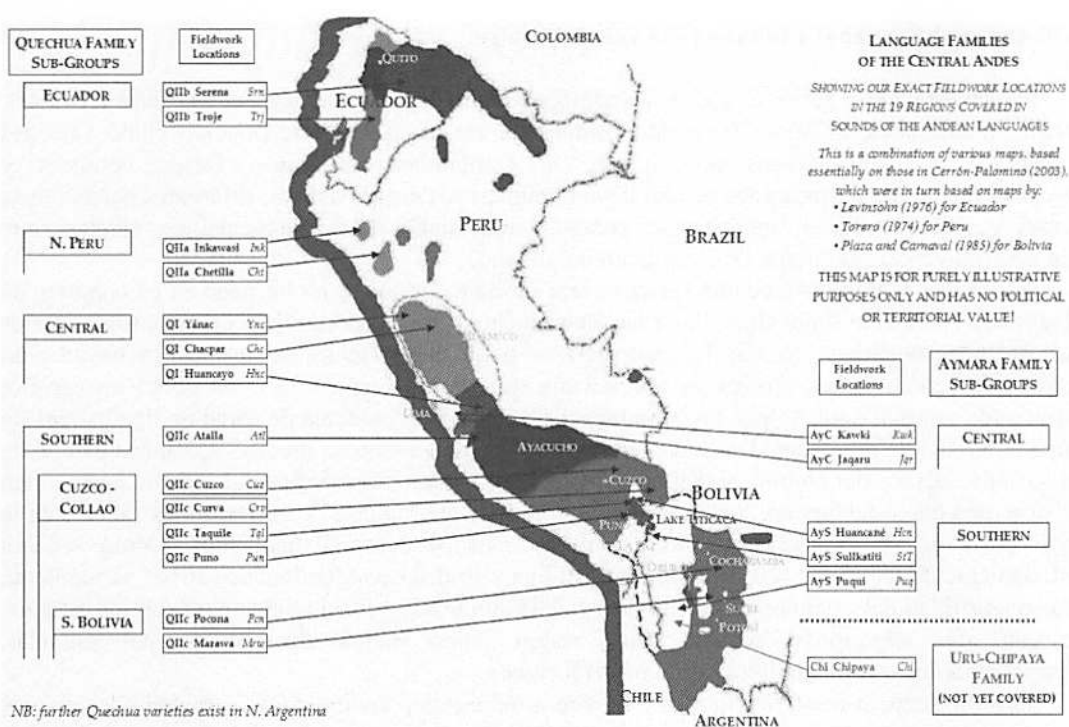 QUECHUA FAMILY
SUB-GROUPS
Fieldwork
Locations
ECUADOR
QIIb Serena Srn
QIIb Troje Trj
N. PERU
QIIa Inkawasi Ink
QIIa Chetilla Cht
CENTRAL
QI Yánac Ync
QI Chacpar Chc
QI Huancayo Hnc
SOUTHERN
QIIc Atalla Atl
CUZCO -
COLLAO
QIIc Cuzco Cuz
QIIc Curva Crv
QIIc Taquile Tql
QIIc Puno Pun
S. BOLIVIA
QIIc Pocona Pcn
QIIc Marava Mrw
NB: further Quechua varieties exist in N. Argentina
COLOMBIA
QUITO
ECUADOR
PERU
BRAZIL
LIMA
AYACUCHO
CUZCO
BOLIVIA
PUNO
LAKE TITICACA
COCHABAMBA
POTOSÍ
CHILE
ARGENTINA
LANGUAGE FAMILIES
OF THE CENTRAL ANDES
SHOWING OUR EXACT FIELDWORK LOCATIONS
IN THE 19 REGIONS COVERED IN
SOUNDS OF THE ANDEAN LANGUAGES
This is a combination of various maps, based
essentially on those in Cerrón-Palomino (2003),
which were in turn based on maps by:
• Levinsohn (1976) for Ecuador
• Torero (1974) for Peru
• Plaza and Carvajal (1985) for Bolivia
THIS MAP IS FOR PURELY ILLUSTRATIVE
PURPOSES ONLY AND HAS NO POLITICAL
OR TERRITORIAL VALUE!
Fieldwork
Locations
AYMARA FAMILY
SUB-GROUPS
AyC Kawki Kwk
AyC Jaqaru Jqr
CENTRAL
AyS Huancané Hcn
AyS Sullkatiti StT
AyS Puqui Puq
SOUTHERN
Chi Chipaya Chi
URU-CHIPAYA
FAMILY
(NOT YET COVERED)